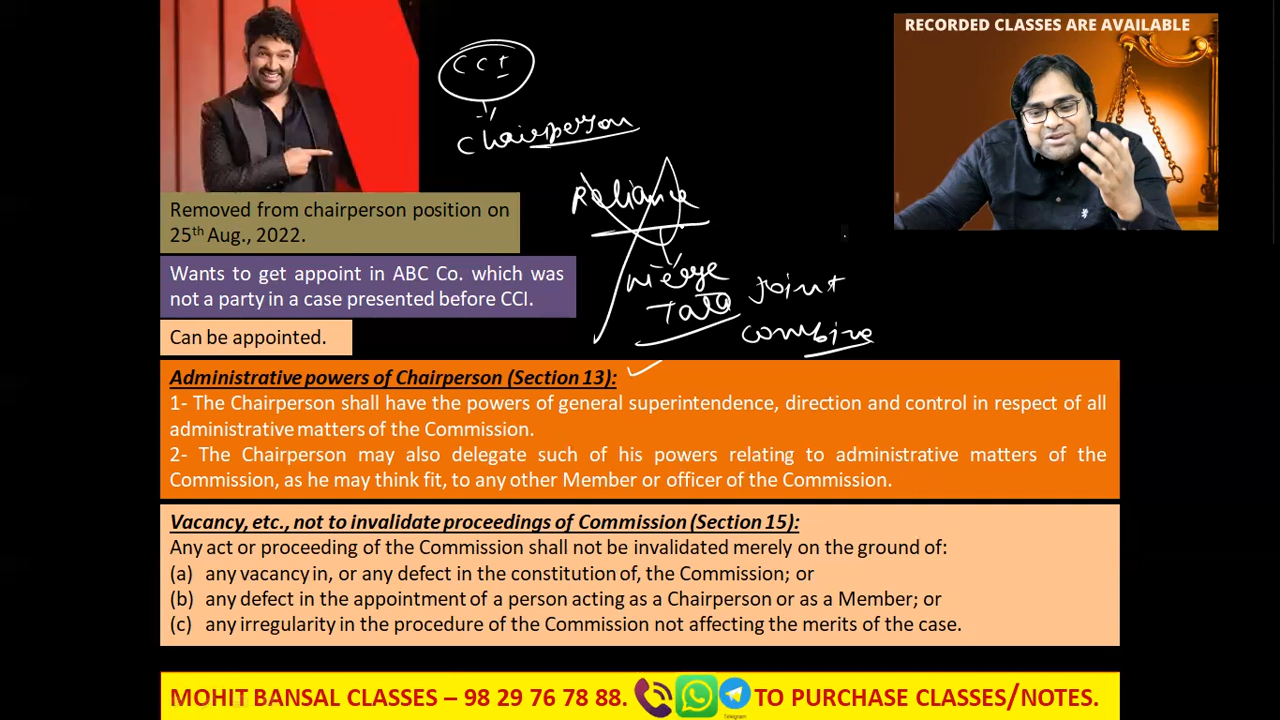 RECORDED CLASSES ARE AVAILABLE
CCI
Chairperson
Reliance
Merge
Tata
Joint
combine
Removed from chairperson position on
25th Aug., 2022.
Wants to get appoint in ABC Co. which was
not a party in a case presented before CCI.
Can be appointed.
Administrative powers of Chairperson (Section 13):
1- The Chairperson shall have the powers of general superintendence, direction and control in respect of all
administrative matters of the Commission.
2- The Chairperson may also delegate such of his powers relating to administrative matters of the
Commission, as he may think fit, to any other Member or officer of the Commission.
Vacancy, etc., not to invalidate proceedings of Commission (Section 15):
Any act or proceeding of the Commission shall not be invalidated merely on the ground of:
(a) any vacancy in, or any defect in the constitution of, the Commission; or
(b) any defect in the appointment of a person acting as a Chairperson or as a Member; or
(c) any irregularity in the procedure of the Commission not affecting the merits of the case.
MOHIT BANSAL CLASSES – 98 29 76 78 88. TO PURCHASE CLASSES/NOTES.
Telegram